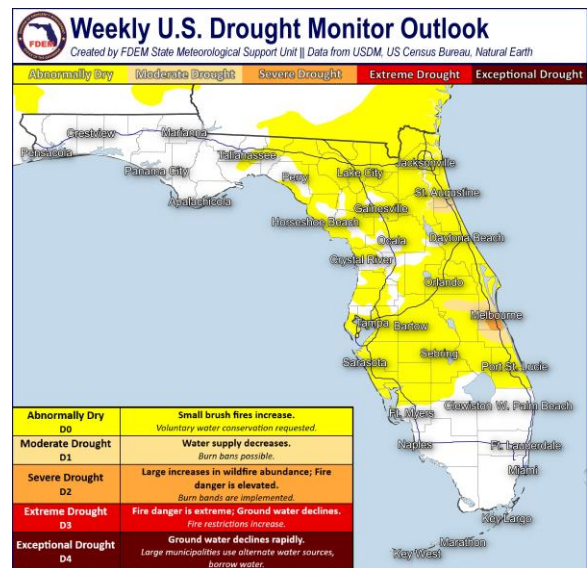 FDEM
Weekly U.S. Drought Monitor Outlook
Created by FDEM State Meteorological Support Unit || Data from USDM, US Census Bureau, Natural Earth
Abnormally Dry Moderate Drought Severe Drought Extreme Drought Exceptional Drought
Crestview
Marianna
Pensacola
Tallahassee
Panama City
Apalachicola
Perry
Lake City
Jacksonville
St. Augustine
Gainesville
Horseshoe Beach
Ocala
Daytona Beach
Crystal River
Orlando
Melbourne
Tampa
Bartow
Sebring
Sarasota
Port St. Lucie
Ft. Myers
Clewiston
W. Palm Beach
Naples
Ft. Lauderdale
Miami
Key Largo
Marathon
Key West
Abnormally Dry
D0
Small brush fires increase.
Voluntary water conservation requested.
Moderate Drought
D1
Water supply decreases.
Burn bans possible.
Severe Drought
D2
Large increases in wildfire abundance; Fire
danger is elevated.
Burn bands are implemented.
Extreme Drought
D3
Fire danger is extreme; Ground water declines.
Fire restrictions increase.
Exceptional Drought
D4
Ground water declines rapidly.
Large municipalities use alternate water sources,
borrow water.